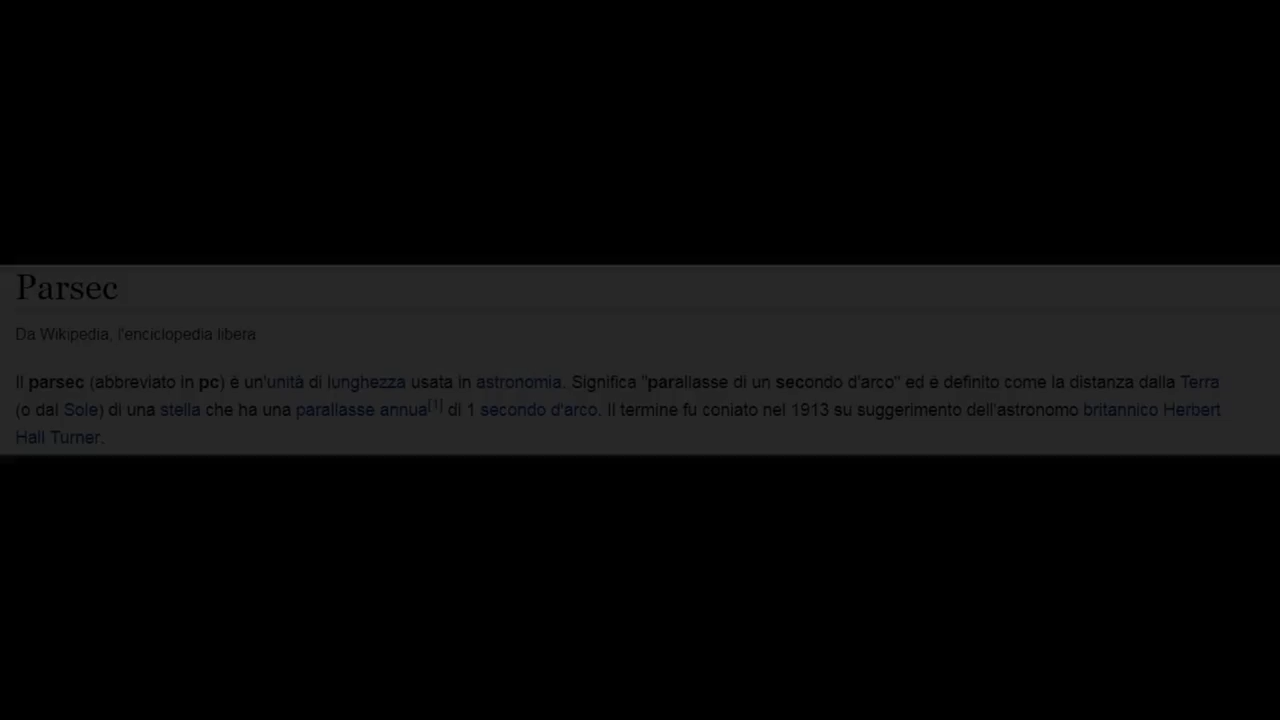 Parsec
Da Wikipedia, l'enciclopedia libera
Il parsec (abbreviato in pc) è un'unità di lunghezza usata in astronomia. Significa "parallasse di un secondo d'arco" ed è definito come la distanza dalla Terra
(o dal Sole) di una stella che ha una parallasse annua[1] di 1 secondo d'arco. Il termine fu coniato nel 1913 su suggerimento dell'astronomo britannico Herbert
Hall Turner.